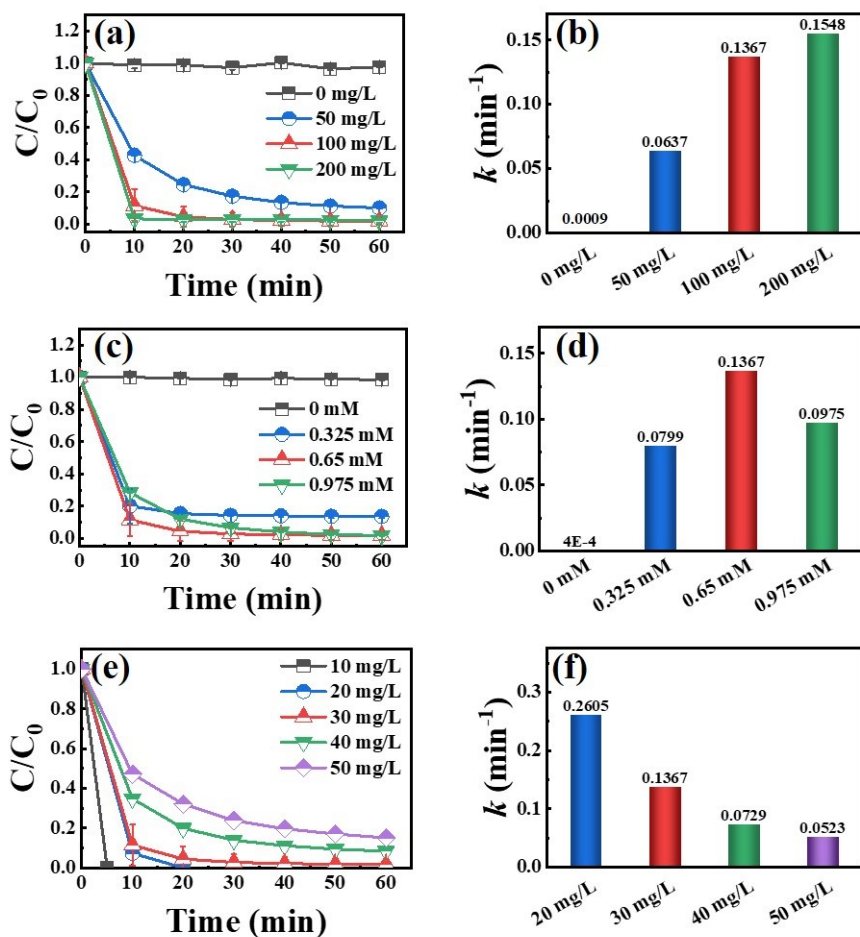 (a)
C/C0
1.2
1.0
0.8
0.6
0.4
0.2
0.0
0 mg/L
50 mg/L
100 mg/L
200 mg/L
0 10 20 30 40 50 60
Time (min)
(b)
k (min-1)
0.15
0.10
0.05
0.00
0.0009
0.0637
0.1367
0.1548
0 mg/L 50 mg/L 100 mg/L 200 mg/L
(c)
C/C0
1.2
1.0
0.8
0.6
0.4
0.2
0.0
0 mM
0.325 mM
0.65 mM
0.975 mM
0 10 20 30 40 50 60
Time (min)
(d)
k (min-1)
0.15
0.10
0.05
0.00
4E-4
0.0799
0.1367
0.0975
0 mM 0.325 mM 0.65 mM 0.975 mM
(e)
C/C0
1.0
0.8
0.6
0.4
0.2
0.0
10 mg/L
20 mg/L
30 mg/L
40 mg/L
50 mg/L
0 10 20 30 40 50 60
Time (min)
(f)
k (min-1)
0.3
0.2
0.1
0.0
0.2605
0.1367
0.0729
0.0523
20 mg/L 30 mg/L 40 mg/L 50 mg/L